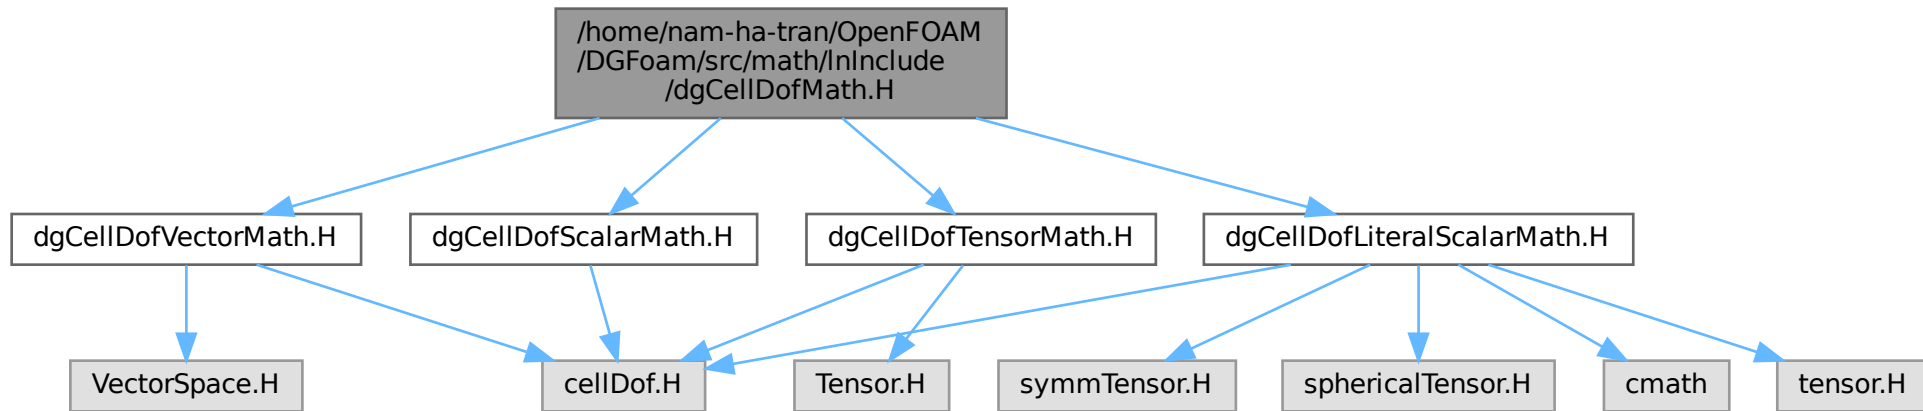 /home/nam-ha-tran/OpenFOAM
/DGFoam/src/math/lnInclude
/dgCellDofMath.H
dgCellDofVectorMath.H
dgCellDofScalarMath.H
dgCellDofTensorMath.H
dgCellDofLiteralScalarMath.H
VectorSpace.H
cellDof.H
Tensor.H
symmTensor.H
sphericalTensor.H
cmath
tensor.H